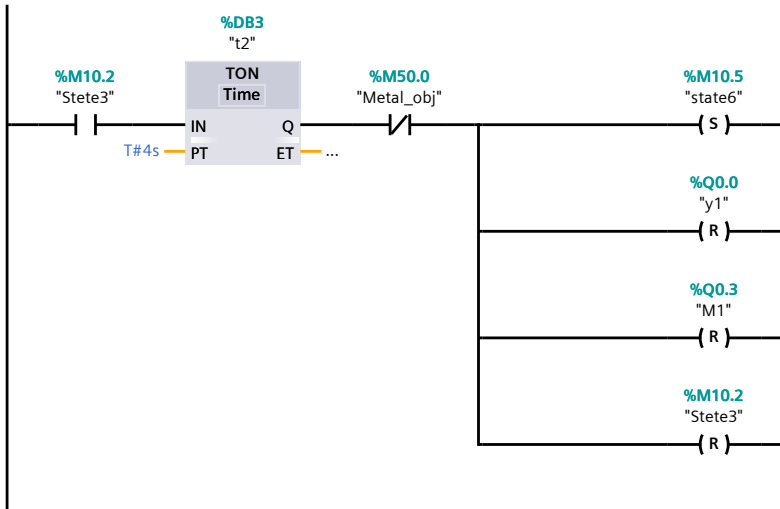 %DB3
"t2"
%M10.2
"Stete3"
TON
Time
%M50.0
"Metal_obj"
%M10.5
"state6"
IN
Q
S
T#4s
PT
ET
...
%Q0.0
"y1"
R
%Q0.3
"M1"
R
%M10.2
"Stete3"
R